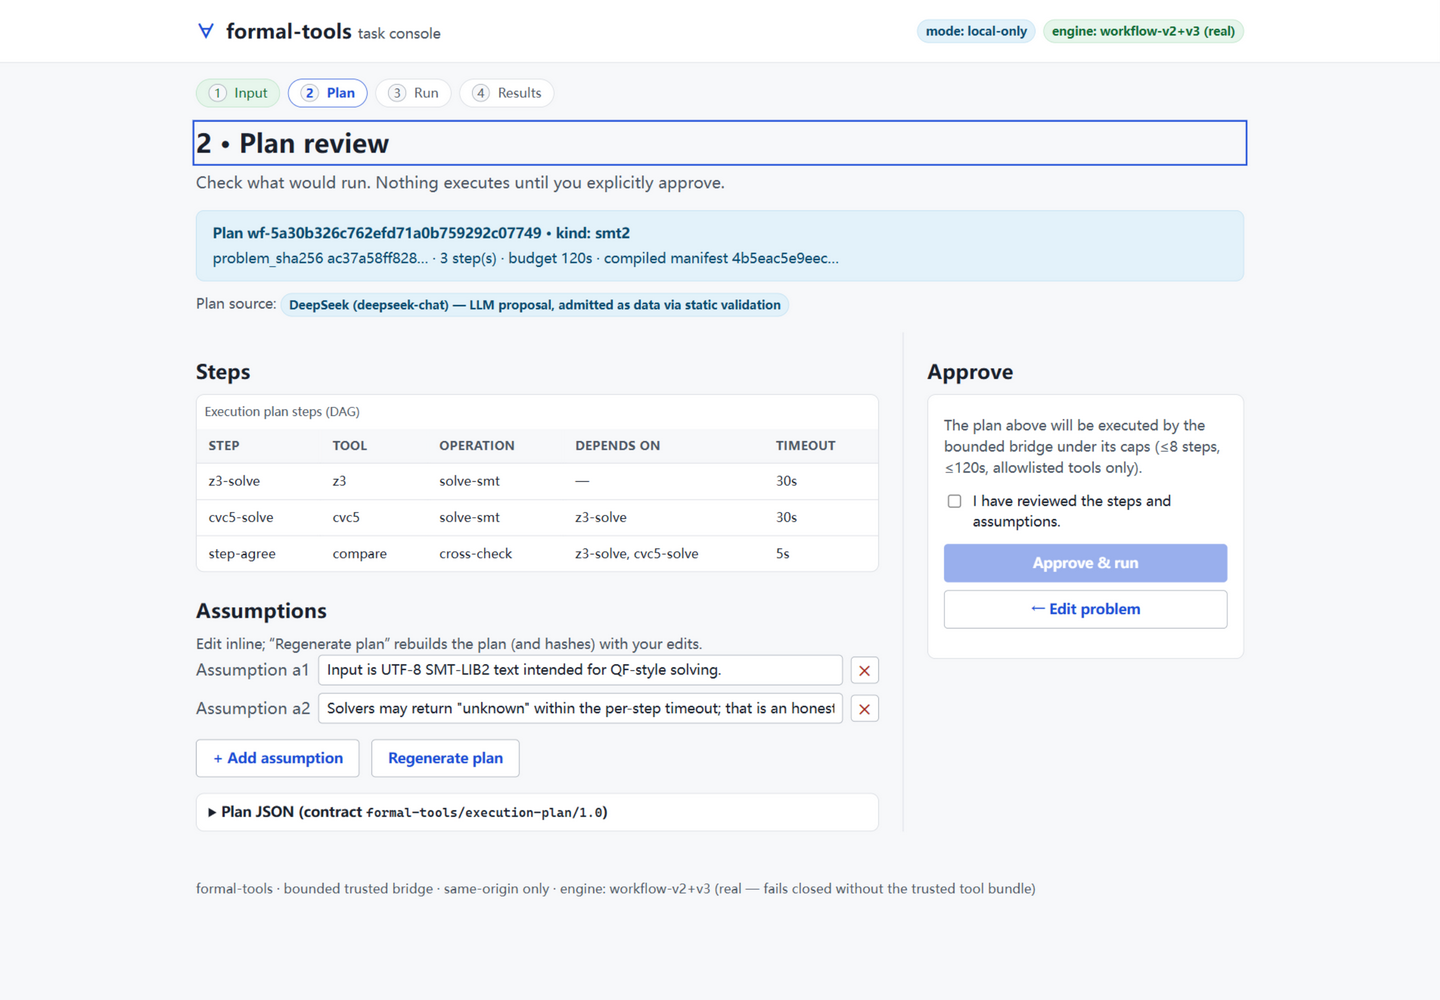 ∀ formal-tools task console
mode: local-only
engine: workflow-v2+v3 (real)
1 Input
2 Plan
3 Run
4 Results
2 • Plan review
Check what would run. Nothing executes until you explicitly approve.
Plan wf-5a30b326c762efd71a0b759292c07749 • kind: smt2
problem_sha256 ac37a58ff828… · 3 step(s) · budget 120s · compiled manifest 4b5eac5e9eec…
Plan source: DeepSeek (deepseek-chat) — LLM proposal, admitted as data via static validation
Steps
Execution plan steps (DAG)
STEP TOOL OPERATION DEPENDS ON TIMEOUT
z3-solve z3 solve-smt — 30s
cvc5-solve cvc5 solve-smt z3-solve 30s
step-agree compare cross-check z3-solve, cvc5-solve 5s
Assumptions
Edit inline; “Regenerate plan” rebuilds the plan (and hashes) with your edits.
Assumption a1 Input is UTF-8 SMT-LIB2 text intended for QF-style solving. ×
Assumption a2 Solvers may return "unknown" within the per-step timeout; that is an honest ×
+ Add assumption
Regenerate plan
▶ Plan JSON (contract formal-tools/execution-plan/1.0)
Approve
The plan above will be executed by the
bounded bridge under its caps (≤8 steps,
≤120s, allowlisted tools only).
I have reviewed the steps and
assumptions.
Approve & run
← Edit problem
formal-tools · bounded trusted bridge · same-origin only · engine: workflow-v2+v3 (real — fails closed without the trusted tool bundle)